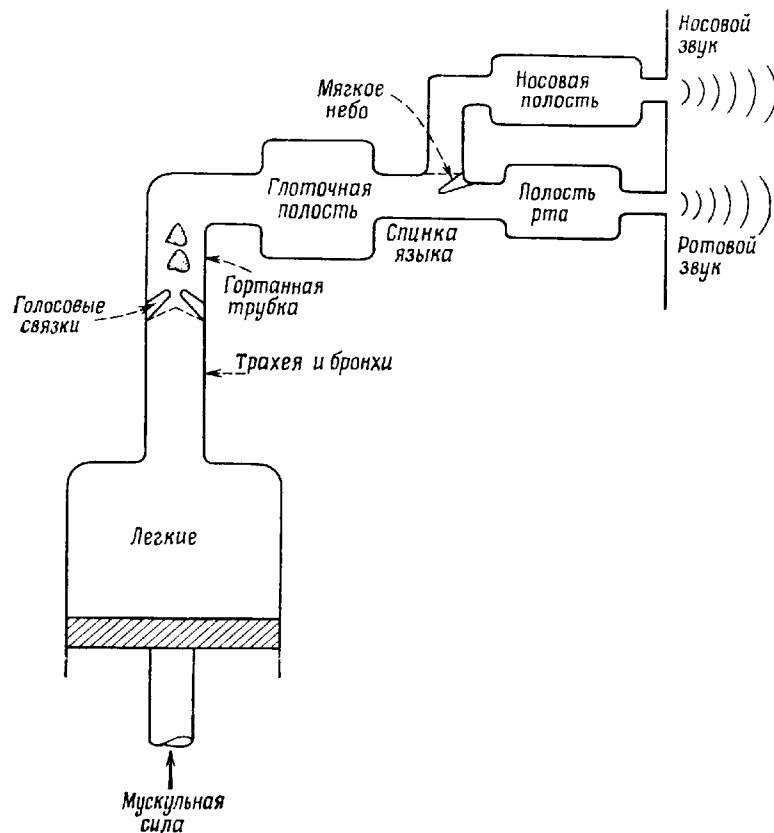 Носовой
звук
Мягкое
небо
Носовая
полость
Глоточная
полость
Полость
рта
Спинка
языка
Ротовой
звук
Гортанная
трубка
Голосовые
связки
Трахея и бронхи
Легкие
Мускульная
сила